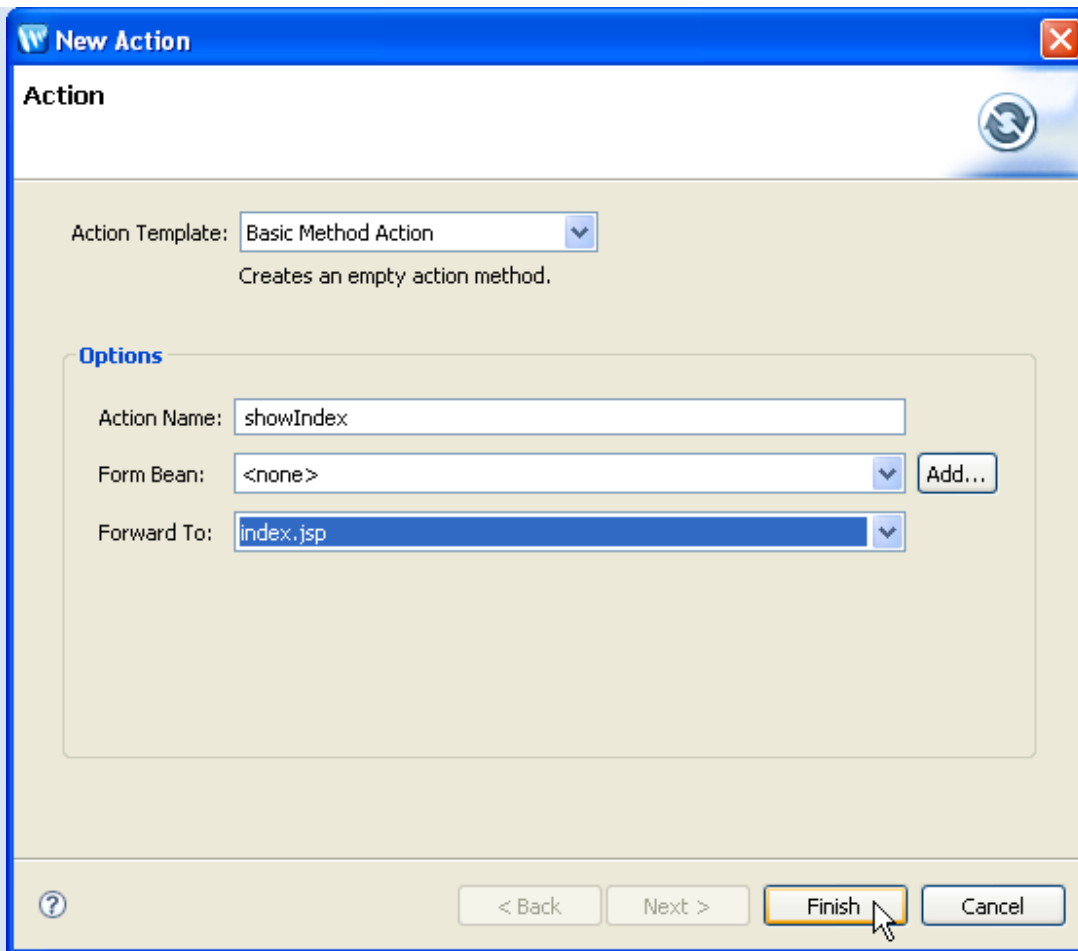 New Action
Action
Action Template: Basic Method Action
Creates an empty action method.
Options
Action Name: showIndex
Form Bean: <none> Add...
Forward To: index.jsp
? < Back Next > Finish Cancel